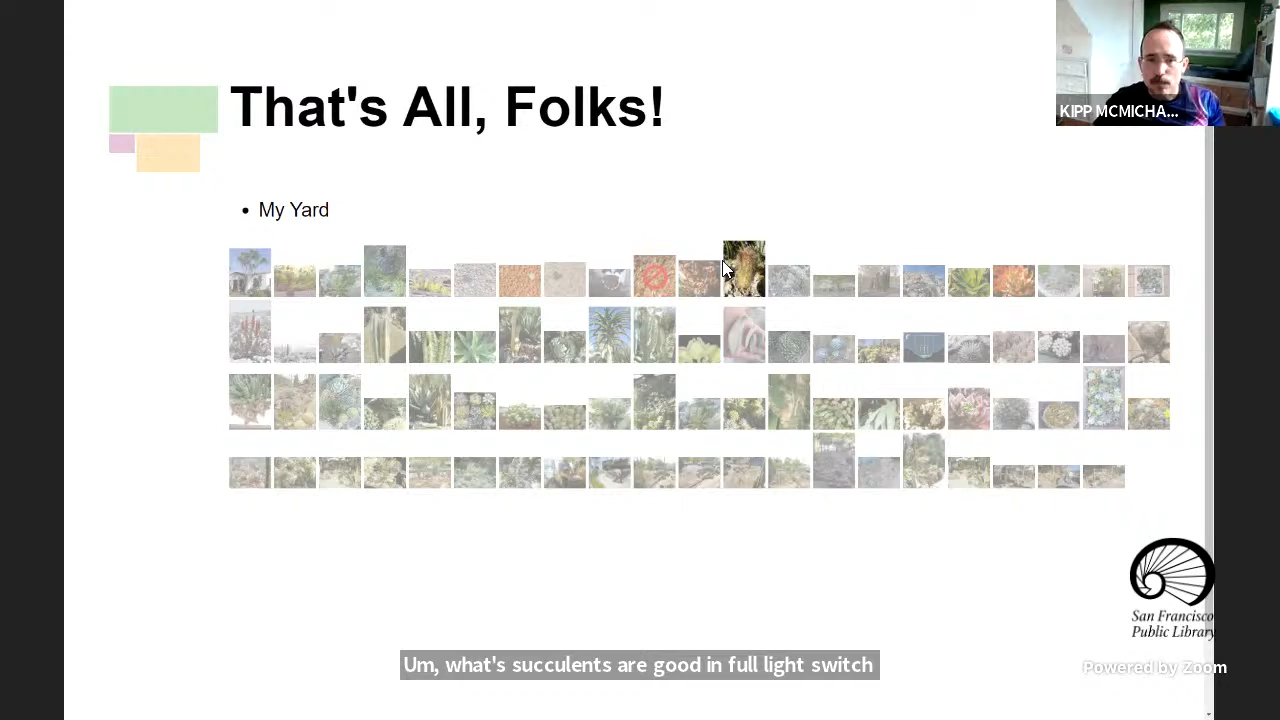 That's All, Folks!
KIPP MCMICHA...
• My Yard
San Francisco
Public Library
Um, what's succulents are good in full light switch
Powered by Zoom